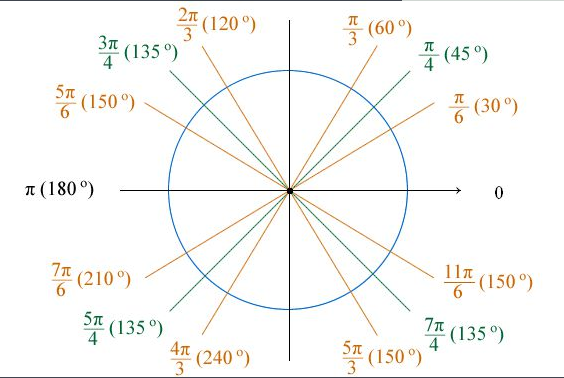 2π/3 (120 º)
π/3 (60 º)
3π/4 (135 º)
π/4 (45 º)
5π/6 (150 º)
π/6 (30 º)
π (180 º)
0
7π/6 (210 º)
11π/6 (150 º)
5π/4 (135 º)
7π/4 (135 º)
4π/3 (240 º)
5π/3 (150 º)